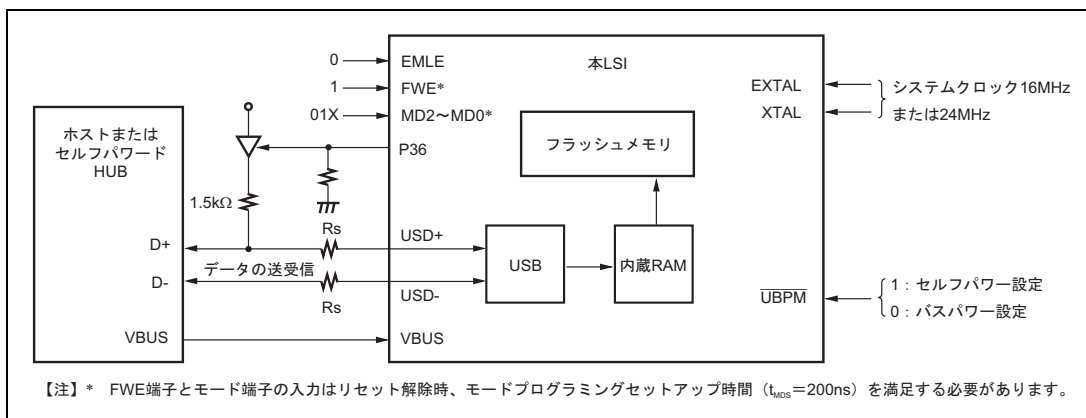 本LSI
0
EMLE
1
FWE*
01X
MD2～MD0*
P36
EXTAL
XTAL
システムクロック16MHz
または24MHz
ホストまたは
セルフパワード
HUB
フラッシュメモリ
1.5kΩ
Rs
D+
USD+
データの送受信
USB
内蔵RAM
D-
USD-
Rs
UBPM
1：セルフパワー設定
0：バスパワー設定
VBUS
VBUS
【注】* FWE端子とモード端子の入力はリセット解除時、モードプログラミングセットアップ時間（tMDS＝200ns）を満足する必要があります。